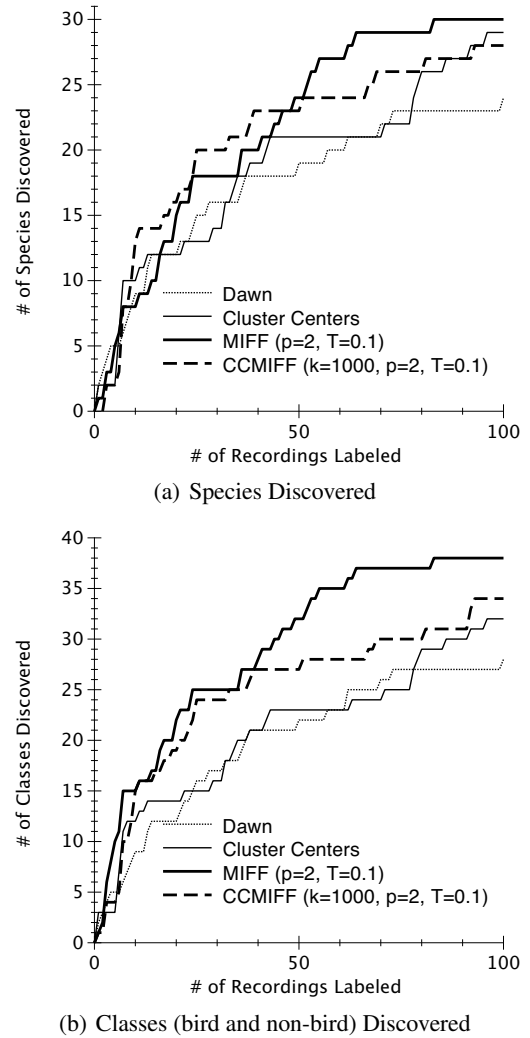 30
25
20
15
10
5
0
# of Species Discovered
Dawn
Cluster Centers
MIFF (p=2, T=0.1)
CCMIFF (k=1000, p=2, T=0.1)
0 50 100
# of Recordings Labeled
(a) Species Discovered
40
35
30
25
20
15
10
5
0
# of Classes Discovered
Dawn
Cluster Centers
MIFF (p=2, T=0.1)
CCMIFF (k=1000, p=2, T=0.1)
0 50 100
# of Recordings Labeled
(b) Classes (bird and non-bird) Discovered